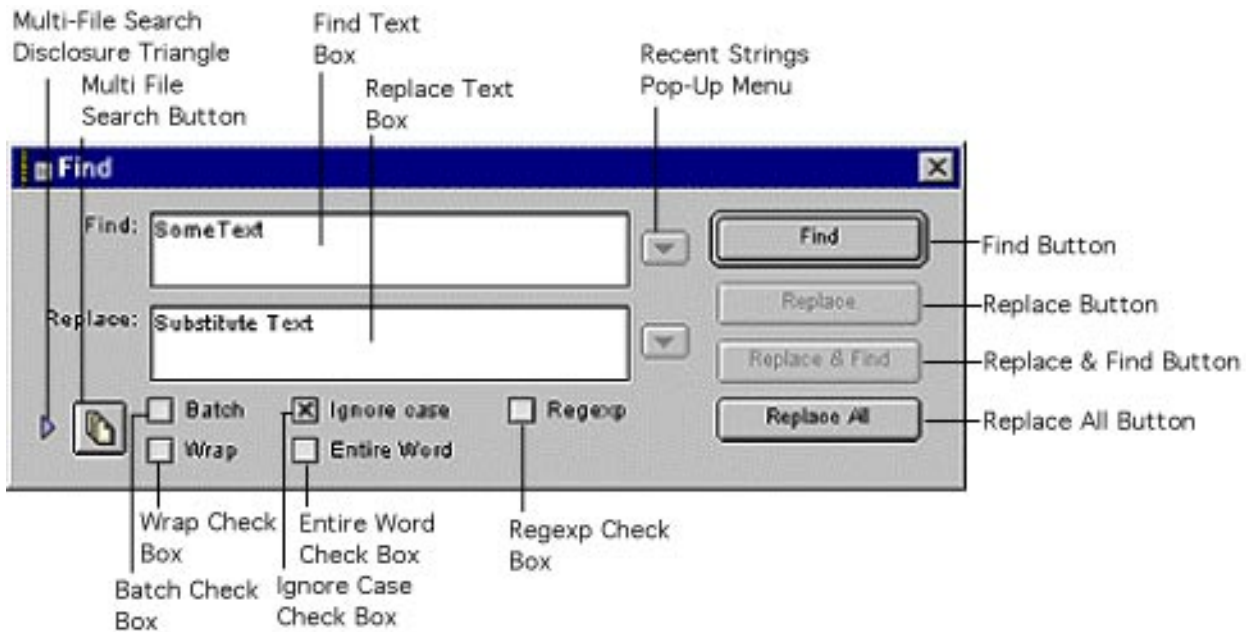 Multi-File Search
Disclosure Triangle
Multi File
Search Button
Find Text
Box
Replace Text
Box
Recent Strings
Pop-Up Menu
Find
Find:
SomeText
Find
Find Button
Replace
Replace Button
Replace:
Substitute Text
Replace & Find
Replace & Find Button
Batch
Ignore case
Regexp
Replace All
Replace All Button
Wrap
Entire Word
Wrap Check
Box
Entire Word
Check Box
Regexp Check
Box
Batch Check
Box
Ignore Case
Check Box